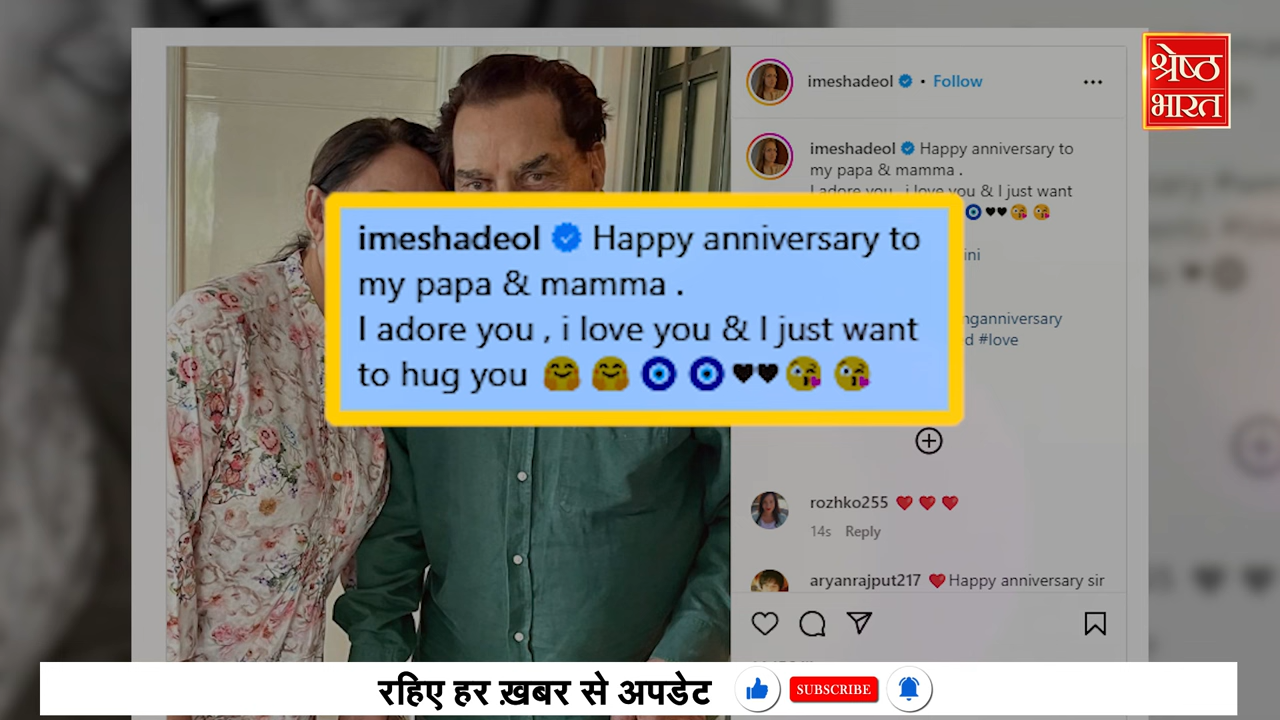 श्रेष्ठ
भारत
imeshadeol • Follow
imeshadeol Happy anniversary to
my papa & mamma .
I adore you , i love you & I just want
imeshadeol Happy anniversary to
my papa & mamma .
I adore you , i love you & I just want
to hug you 🤗 🤗 🧿 🧿 🖤🖤 😘 😘
#love
rozhko255 ❤️ ❤️ ❤️
14s Reply
aryanrajput217 ❤️Happy anniversary sir
रहिए हर ख़बर से अपडेट
SUBSCRIBE